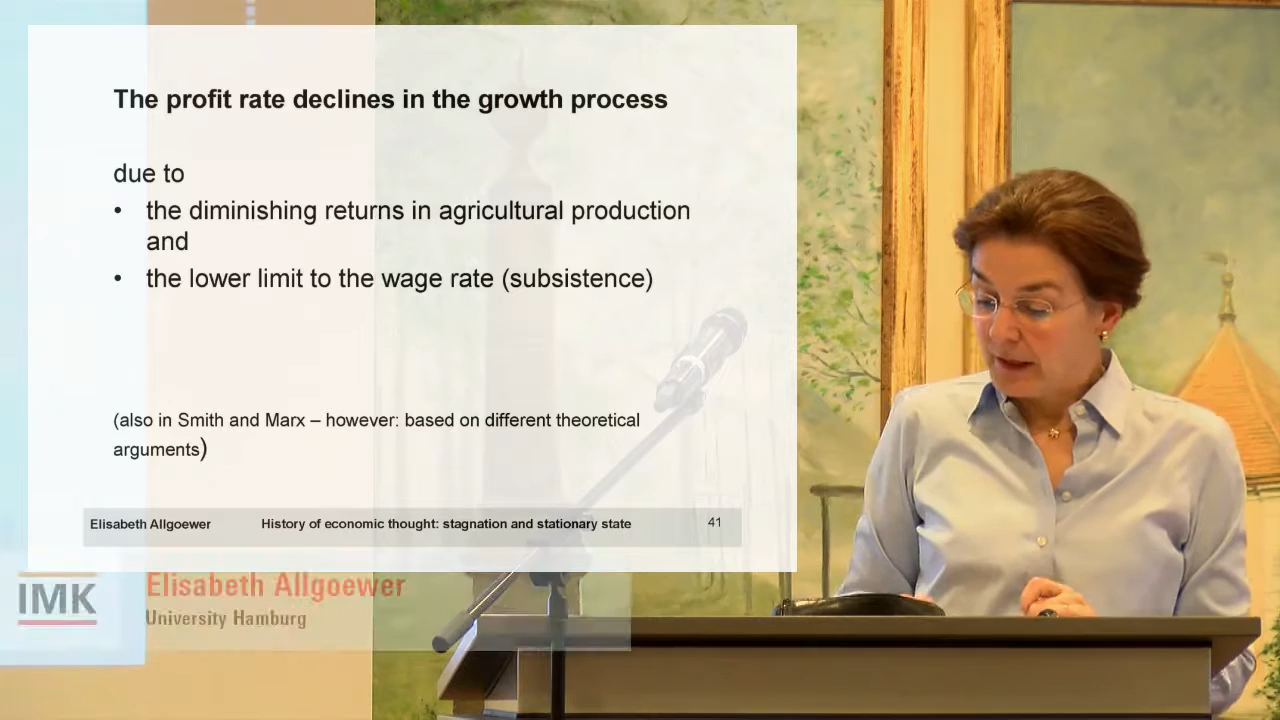 The profit rate declines in the growth process
due to
• the diminishing returns in agricultural production
and
• the lower limit to the wage rate (subsistence)
(also in Smith and Marx – however: based on different theoretical
arguments)
Elisabeth Allgoewer History of economic thought: stagnation and stationary state 41
IMK
Elisabeth Allgoewer
University Hamburg